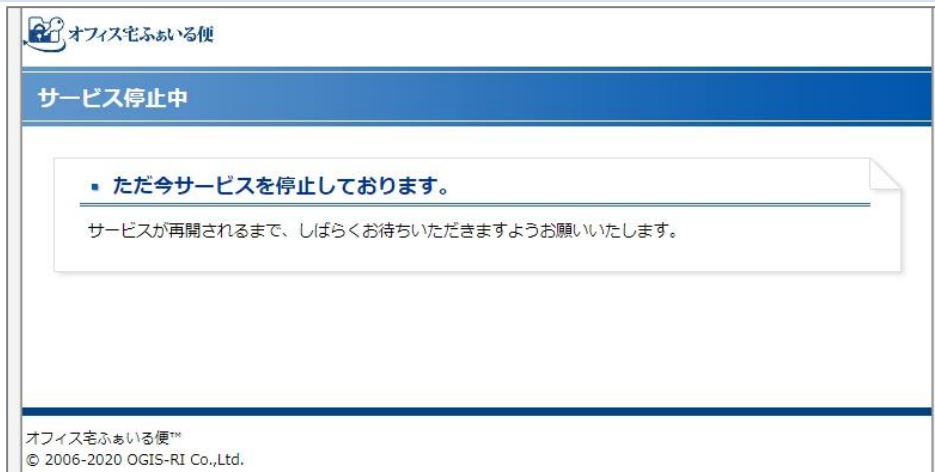 オフィス宅ふぁいる便
サービス停止中
ただ今サービスを停止しております。
サービスが再開されるまで、しばらくお待ちいただきますようお願いいたします。
オフィス宅ふぁいる便™
© 2006-2020 OGIS-RI Co.,Ltd.